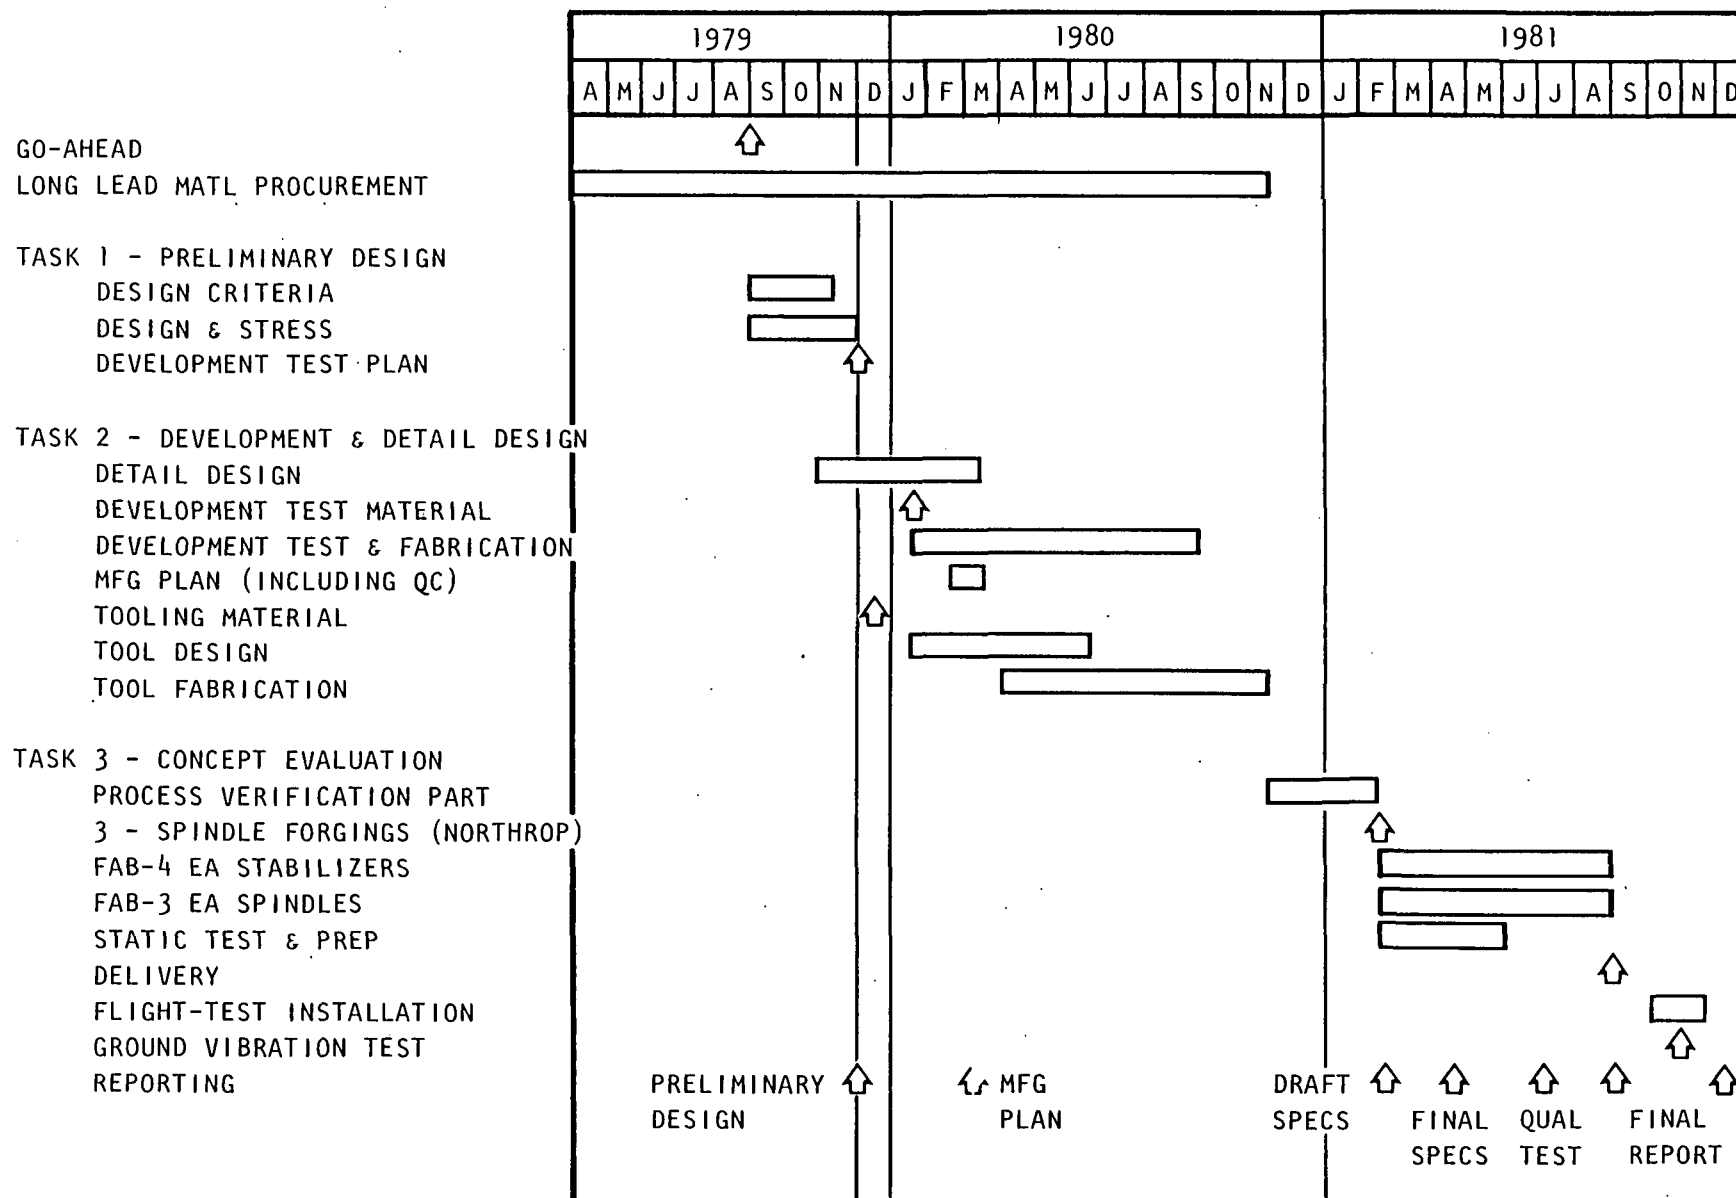 1979 1980 1981
A M J J A S O N D J F M A M J J A S O N D J F M A M J J A S O N D
GO-AHEAD
LONG LEAD MATL PROCUREMENT
TASK 1 - PRELIMINARY DESIGN
DESIGN CRITERIA
DESIGN & STRESS
DEVELOPMENT TEST PLAN
TASK 2 - DEVELOPMENT & DETAIL DESIGN
DETAIL DESIGN
DEVELOPMENT TEST MATERIAL
DEVELOPMENT TEST & FABRICATION
MFG PLAN (INCLUDING QC)
TOOLING MATERIAL
TOOL DESIGN
TOOL FABRICATION
TASK 3 - CONCEPT EVALUATION
PROCESS VERIFICATION PART
3 - SPINDLE FORGINGS (NORTHROP)
FAB-4 EA STABILIZERS
FAB-3 EA SPINDLES
STATIC TEST & PREP
DELIVERY
FLIGHT-TEST INSTALLATION
GROUND VIBRATION TEST
REPORTING PRELIMINARY MFG DRAFT
DESIGN PLAN SPECS FINAL QUAL FINAL
SPECS TEST REPORT